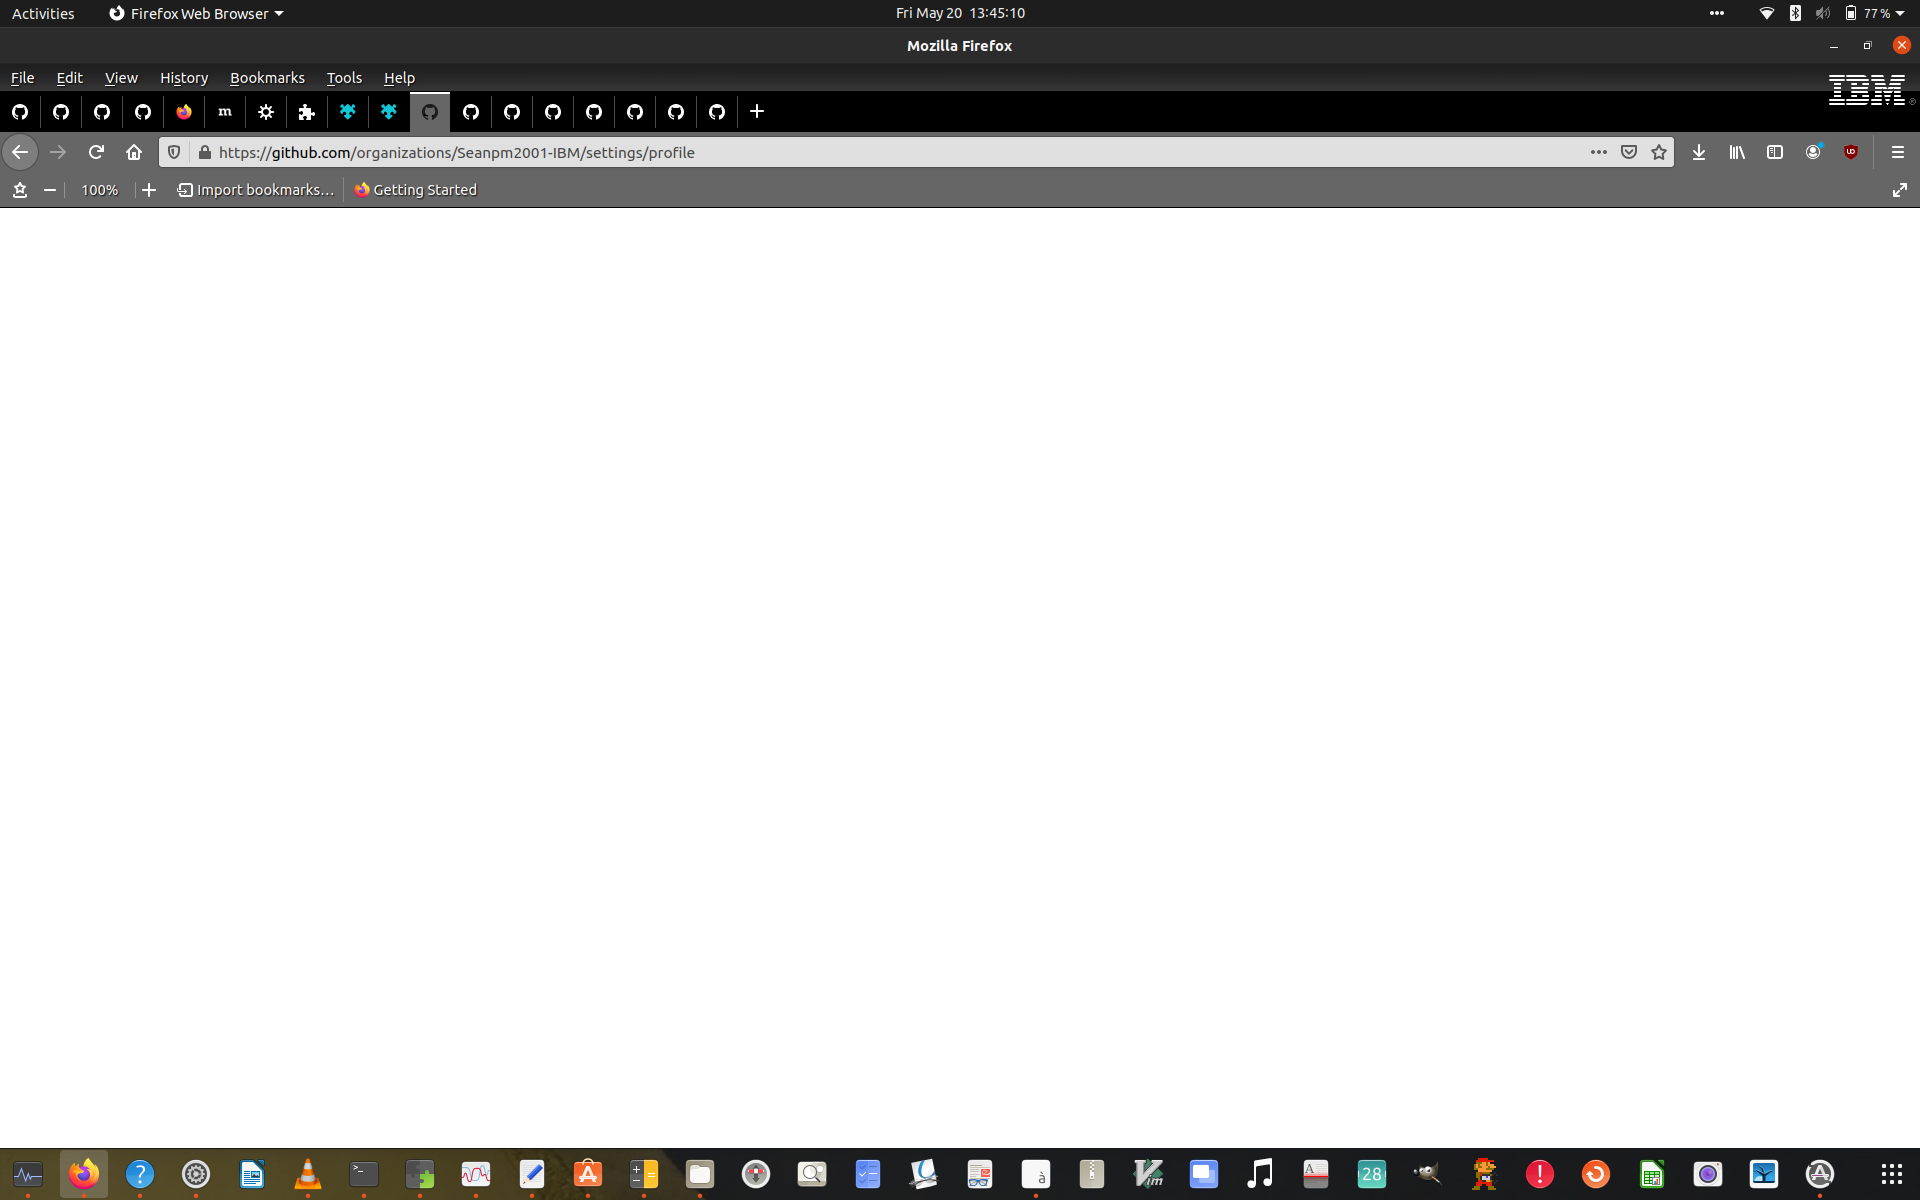 Activities Firefox Web Browser Fri May 20 13:45:10 77%
Mozilla Firefox
File Edit View History Bookmarks Tools Help
IBM®
m
https://github.com/organizations/Seanpm2001-IBM/settings/profile
100% Import bookmarks... Getting Started
28